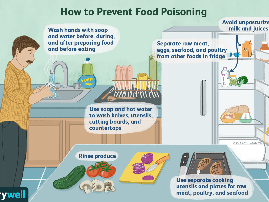 How to Prevent Food Poisoning
Wash hands with soap
and water before, during,
and after preparing food
and before eating
Separate raw meat,
eggs, seafood, and poultry
from other foods in fridge
Avoid
milk and juices
Use soap and hot water
to wash knives, utensils,
cutting boards, and
countertops
Rinse produce
Use separate cooking
utensils and plates for raw
meat, poultry, and seafood
rywell